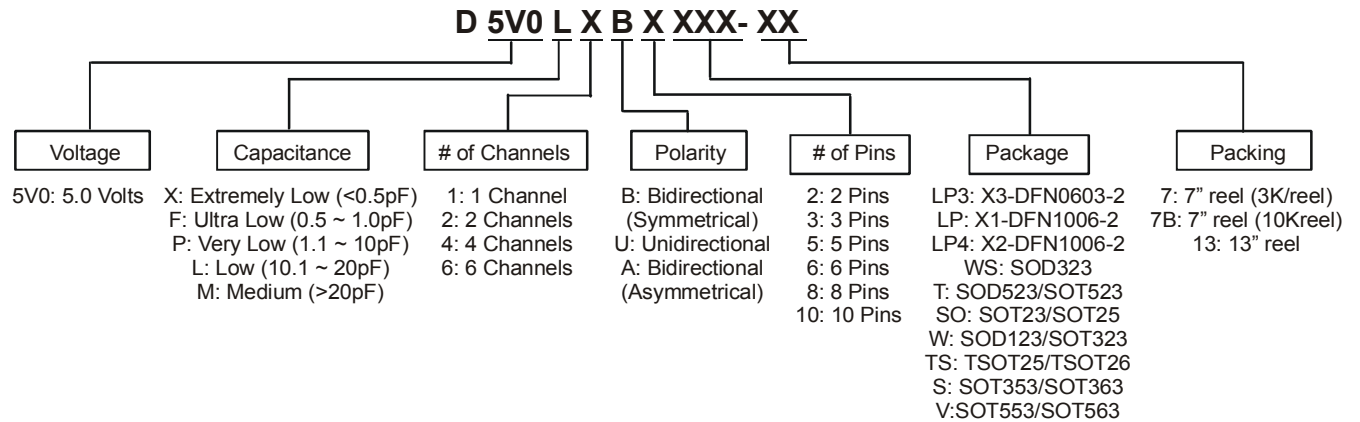 D 5V0 L X B X XXX- XX
Voltage
5V0: 5.0 Volts
Capacitance
X: Extremely Low (<0.5pF)
F: Ultra Low (0.5 ~ 1.0pF)
P: Very Low (1.1 ~ 10pF)
L: Low (10.1 ~ 20pF)
M: Medium (>20pF)
# of Channels
1: 1 Channel
2: 2 Channels
4: 4 Channels
6: 6 Channels
Polarity
B: Bidirectional
(Symmetrical)
U: Unidirectional
A: Bidirectional
(Asymmetrical)
# of Pins
2: 2 Pins
3: 3 Pins
5: 5 Pins
6: 6 Pins
8: 8 Pins
10: 10 Pins
Package
LP3: X3-DFN0603-2
LP: X1-DFN1006-2
LP4: X2-DFN1006-2
WS: SOD323
T: SOD523/SOT523
SO: SOT23/SOT25
W: SOD123/SOT323
TS: TSOT25/TSOT26
S: SOT353/SOT363
V:SOT553/SOT563
Packing
7: 7” reel (3K/reel)
7B: 7” reel (10Kreel)
13: 13” reel